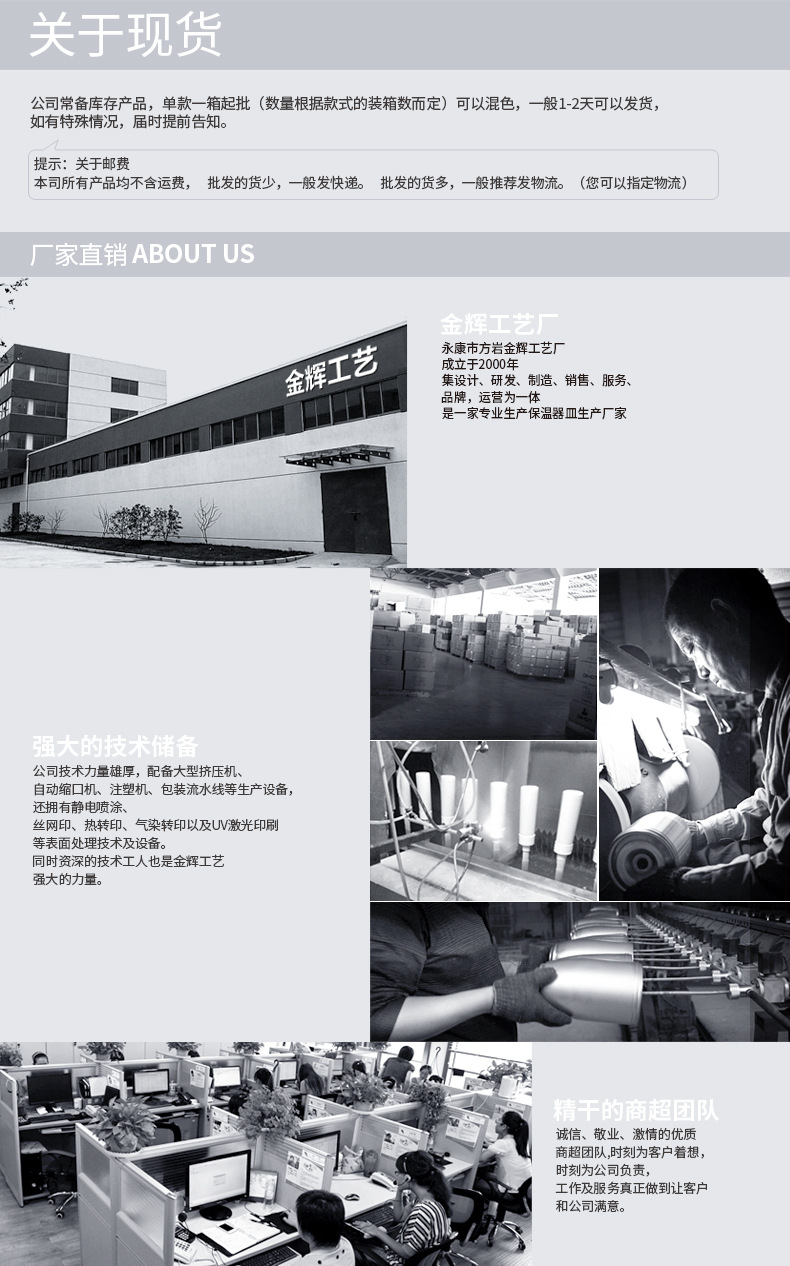 关于现货
公司常备库存产品，单款一箱起批（数量根据款式的装箱数而定）可以混色，一般1-2天可以发货，
如有特殊情况，届时提前告知。
提示：关于邮费
本司所有产品均不含运费， 批发的货少，一般发快递。 批发的货多，一般推荐发物流。（您可以指定物流）
厂家直销 ABOUT US
金辉工艺
金辉工艺厂
永康市方岩金辉工艺厂
成立于2000年
集设计、研发、制造、销售、服务、
品牌，运营为一体
是一家专业生产保温器皿生产厂家
强大的技术储备
公司技术力量雄厚，配备大型挤压机、
自动缩口机、注塑机、包装流水线等生产设备，
还拥有静电喷涂、
丝网印、热转印、气染转印以及UV激光印刷
等表面处理技术及设备。
同时资深的技术工人也是金辉工艺
强大的力量。
精干的商超团队
诚信、敬业、激情的优质
商超团队,时刻为客户着想，
时刻为公司负责，
工作及服务真正做到让客户
和公司满意。